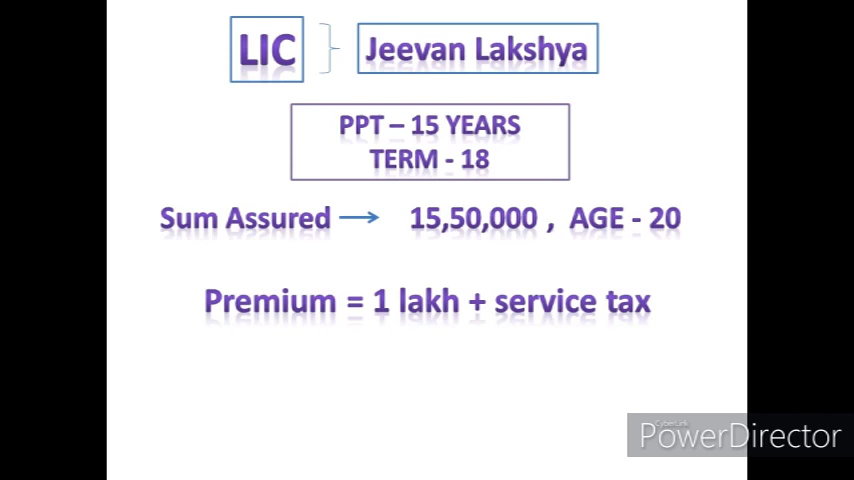 LIC Jeevan Lakshya
PPT – 15 YEARS
TERM - 18
Sum Assured → 15,50,000 , AGE - 20
Premium = 1 lakh + service tax
CyberLink
PowerDirector